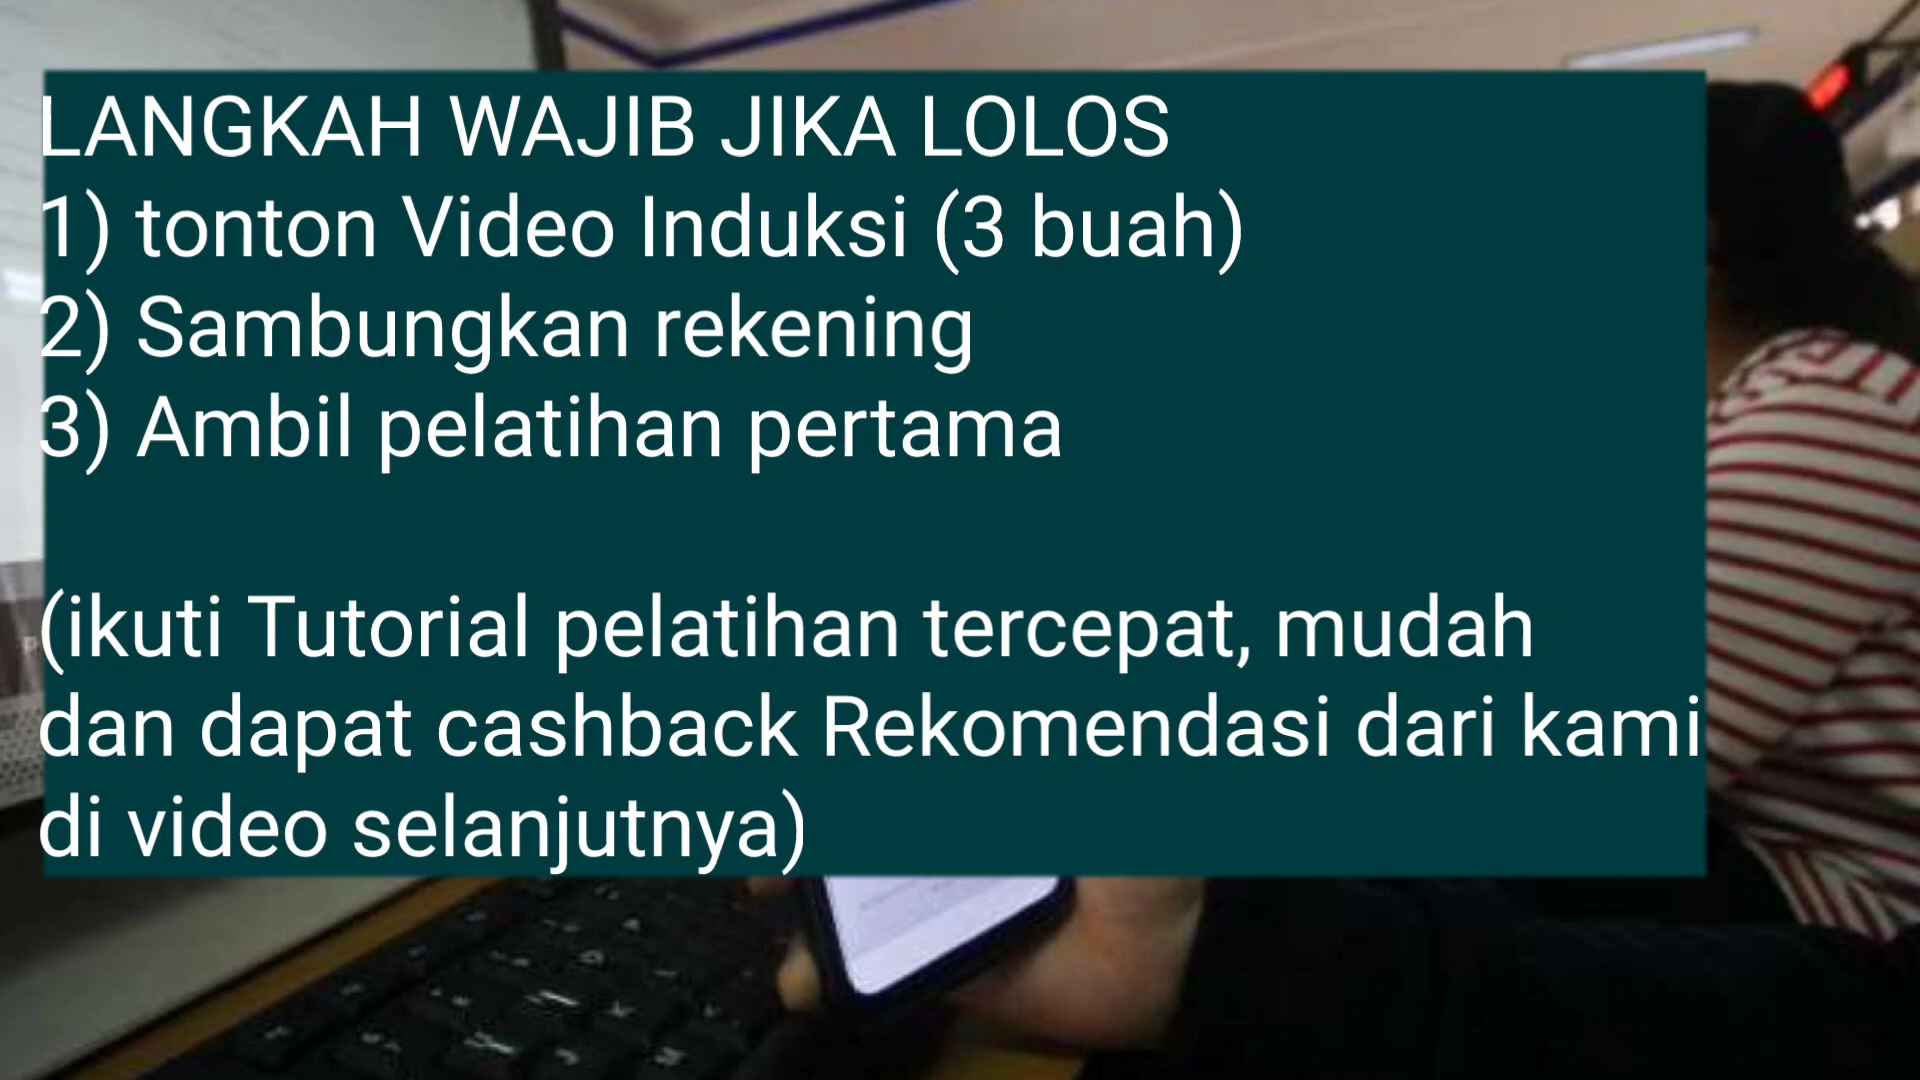 LANGKAH WAJIB JIKA LOLOS
1) tonton Video Induksi (3 buah)
2) Sambungkan rekening
3) Ambil pelatihan pertama
(ikuti Tutorial pelatihan tercepat, mudah
dan dapat cashback Rekomendasi dari kami
di video selanjutnya)